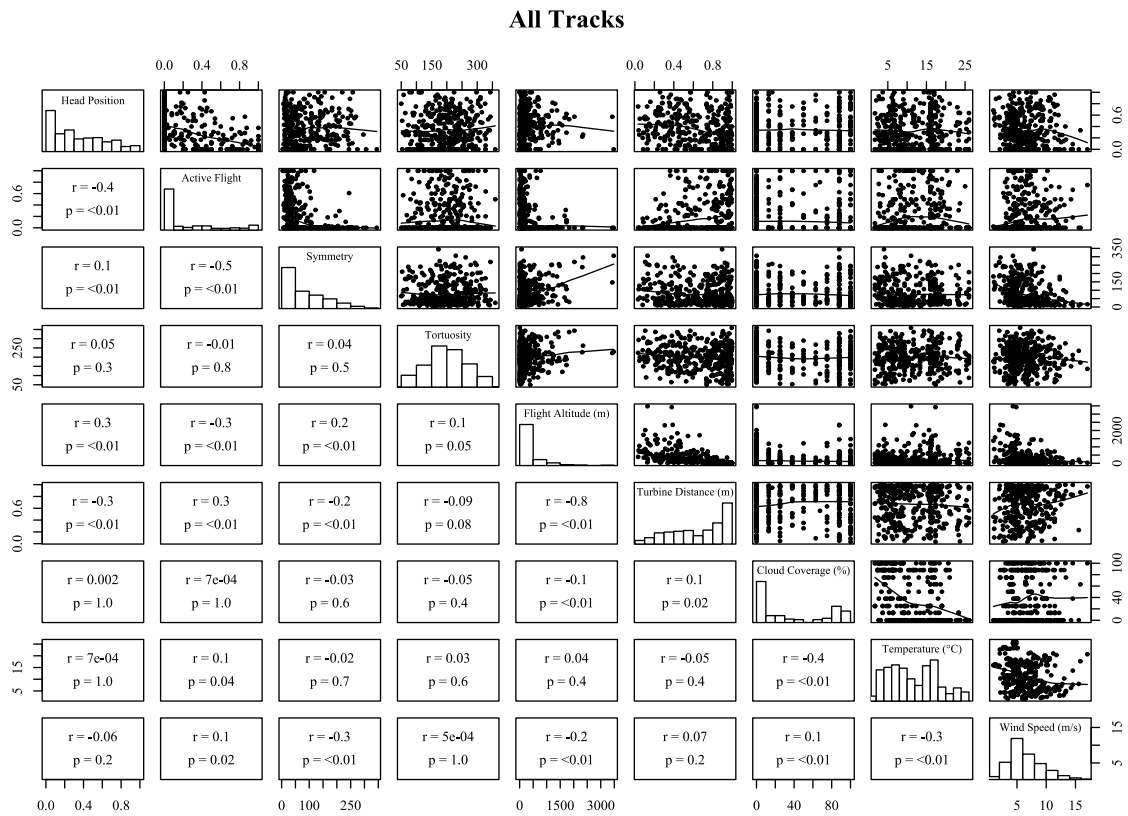 All Tracks
50 150 300
0.0 0.4 0.8
5 15 25
0.0 0.4 0.8
Head Position
0.0 0.6
0.0 0.6
r = -0.4
p = <0.01
Active Flight
r = 0.1
p = <0.01
r = -0.5
p = <0.01
Symmetry
0 150 350
50 250
r = 0.05
p = 0.3
r = -0.01
p = 0.8
r = 0.04
p = 0.5
Tortuosity
r = 0.3
p = <0.01
r = -0.3
p = <0.01
r = 0.2
p = <0.01
r = 0.1
p = 0.05
Flight Altitude (m)
0 2000
0.0 0.6
r = -0.3
p = <0.01
r = 0.3
p = <0.01
r = -0.2
p = <0.01
r = -0.09
p = 0.08
r = -0.8
p = <0.01
Turbine Distance (m)
r = 0.002
p = 1.0
r = 7e-04
p = 1.0
r = -0.03
p = 0.6
r = -0.05
p = 0.4
r = -0.1
p = <0.01
r = 0.1
p = 0.02
Cloud Coverage (%)
0 40 100
5 15
r = 7e-04
p = 1.0
r = 0.1
p = 0.04
r = -0.02
p = 0.7
r = 0.03
p = 0.6
r = 0.04
p = 0.4
r = -0.05
p = 0.4
r = -0.4
p = <0.01
Temperature (°C)
r = -0.06
p = 0.2
r = 0.1
p = 0.02
r = -0.3
p = <0.01
r = 5e-04
p = 1.0
r = -0.2
p = <0.01
r = 0.07
p = 0.2
r = 0.1
p = <0.01
r = -0.3
p = <0.01
Wind Speed (m/s)
5 15
0.0 0.4 0.8
0 100 250
0 1500 3000
0 40 80
5 10 15